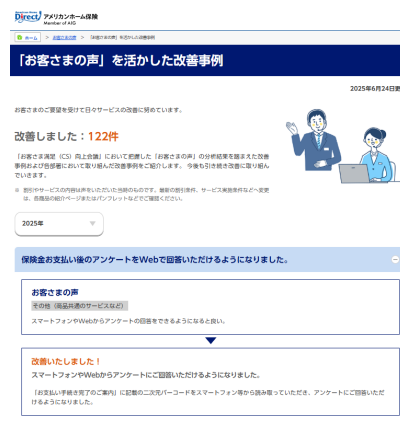 American Home Direct アメリカンホーム保険
Member of AIG
ホーム > お客さまの声 > 「お客さまの声」を活かした改善事例
「お客さまの声」を活かした改善事例
2025年6月24日更
お客さまのご要望を受けて日々サービスの改善に努めています。
改善しました：122件
「お客さま満足（CS）向上会議」において把握した「お客さまの声」の分析結果を踏まえた改善
事例および各部署において取り組んだ改善事例をご紹介します。 今後も引き続き改善に取り組ん
でいきます。
※ 割引やサービスの内容は声をいただいた当時のものです。最新の割引条件、サービス実施条件などへ変更
は、各商品の紹介ページまたはパンフレットなどでご確認ください。
2025年
保険金お支払い後のアンケートをWebで回答いただけるようになりました。
お客さまの声
その他（商品共通のサービスなど）
スマートフォンやWebからアンケートの回答をできるようになると良い。
改善いたしました！
スマートフォンやWebからアンケートにご回答いただけるようになりました。
「お支払い手続き完了のご案内」に記載の二次元バーコードをスマートフォン等から読み取っていただき、アンケートにご回答いただ
けるようになりました。